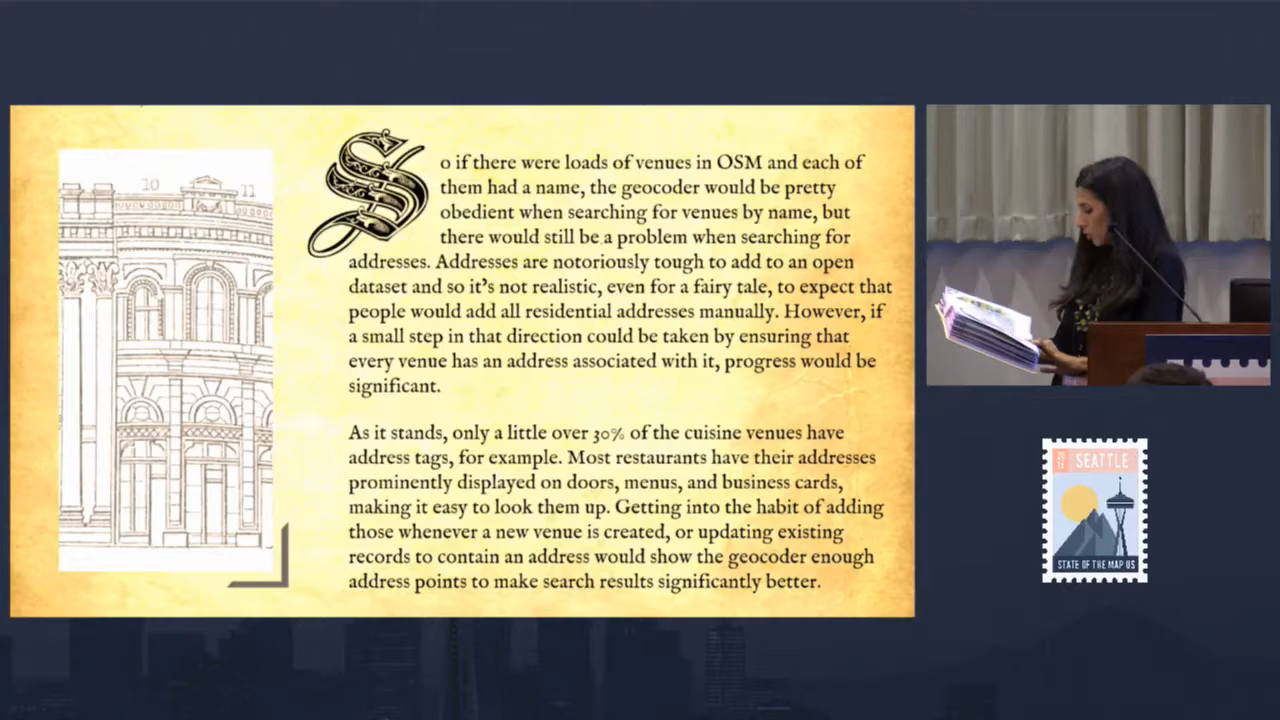 10
11
So if there were loads of venues in OSM and each of
them had a name, the geocoder would be pretty
obedient when searching for venues by name, but
there would still be a problem when searching for
addresses. Addresses are notoriously tough to add to an open
dataset and so it's not realistic, even for a fairy tale, to expect that
people would add all residential addresses manually. However, if
a small step in that direction could be taken by ensuring that
every venue has an address associated with it, progress would be
significant.
As it stands, only a little over 30% of the cuisine venues have
address tags, for example. Most restaurants have their addresses
prominently displayed on doors, menus, and business cards,
making it easy to look them up. Getting into the habit of adding
those whenever a new venue is created, or updating existing
records to contain an address would show the geocoder enough
address points to make search results significantly better.
SEATTLE
STATE OF THE MAP US